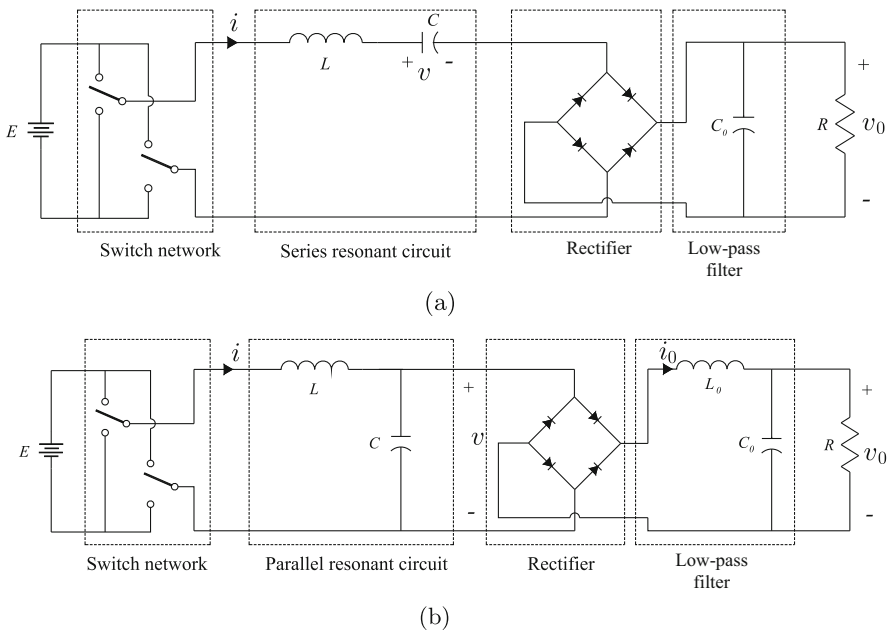 i
C
L
+ v -
E
C₀
R
+
v₀
-
Switch network
Series resonant circuit
Rectifier
Low-pass
filter
(a)
i
L
C
+
v
-
i₀
L₀
E
C₀
R
+
v₀
-
Switch network
Parallel resonant circuit
Rectifier
Low-pass
filter
(b)